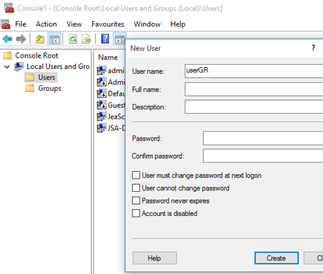 Console1 - [Console Root\Local Users and Groups (Local)\Users]
File Action View Favorites Window Help
Console Root
Local Users and Gro
Users
Groups
Name
Admi
Defau
Guest
JeaSc
JSA-D
New User
?
User name: userGR
Full name:
Description:
Password:
Confirm password:
User must change password at next logon
User cannot change password
Password never expires
Account is disabled
Help
Create